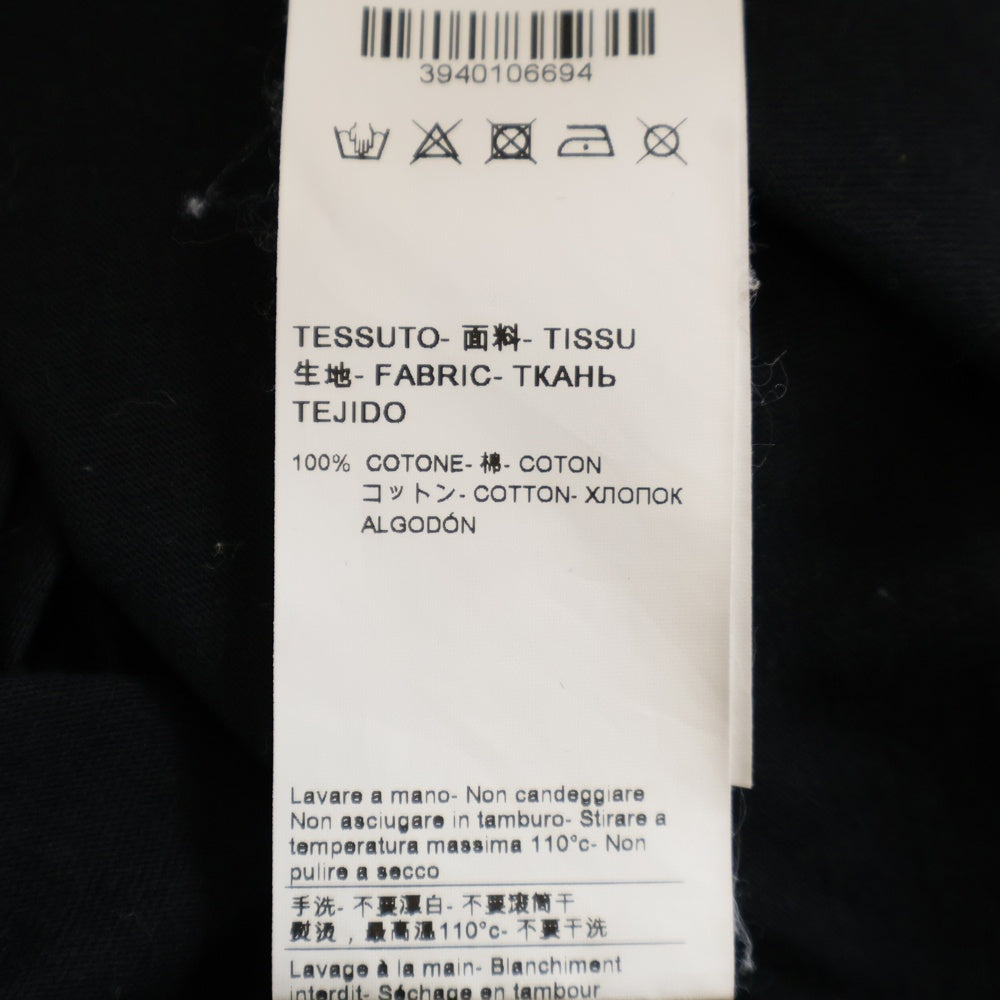 3940106694
TESSUTO- 面料- TISSU
生地- FABRIC- ТКАНЬ
TEJIDO
100% COTONE- 棉- COTON
コットン- COTTON- ХЛОПОК
ALGODÓN
Lavare a mano- Non candeggiare
Non asciugare in tamburo- Stirare a
temperatura massima 110°c- Non
pulire a secco
手洗- 不要漂白- 不要滚筒干
熨烫，最高温110°c- 不要干洗
Lavage à la main- Blanchiment
interdit- Séchage en tambour